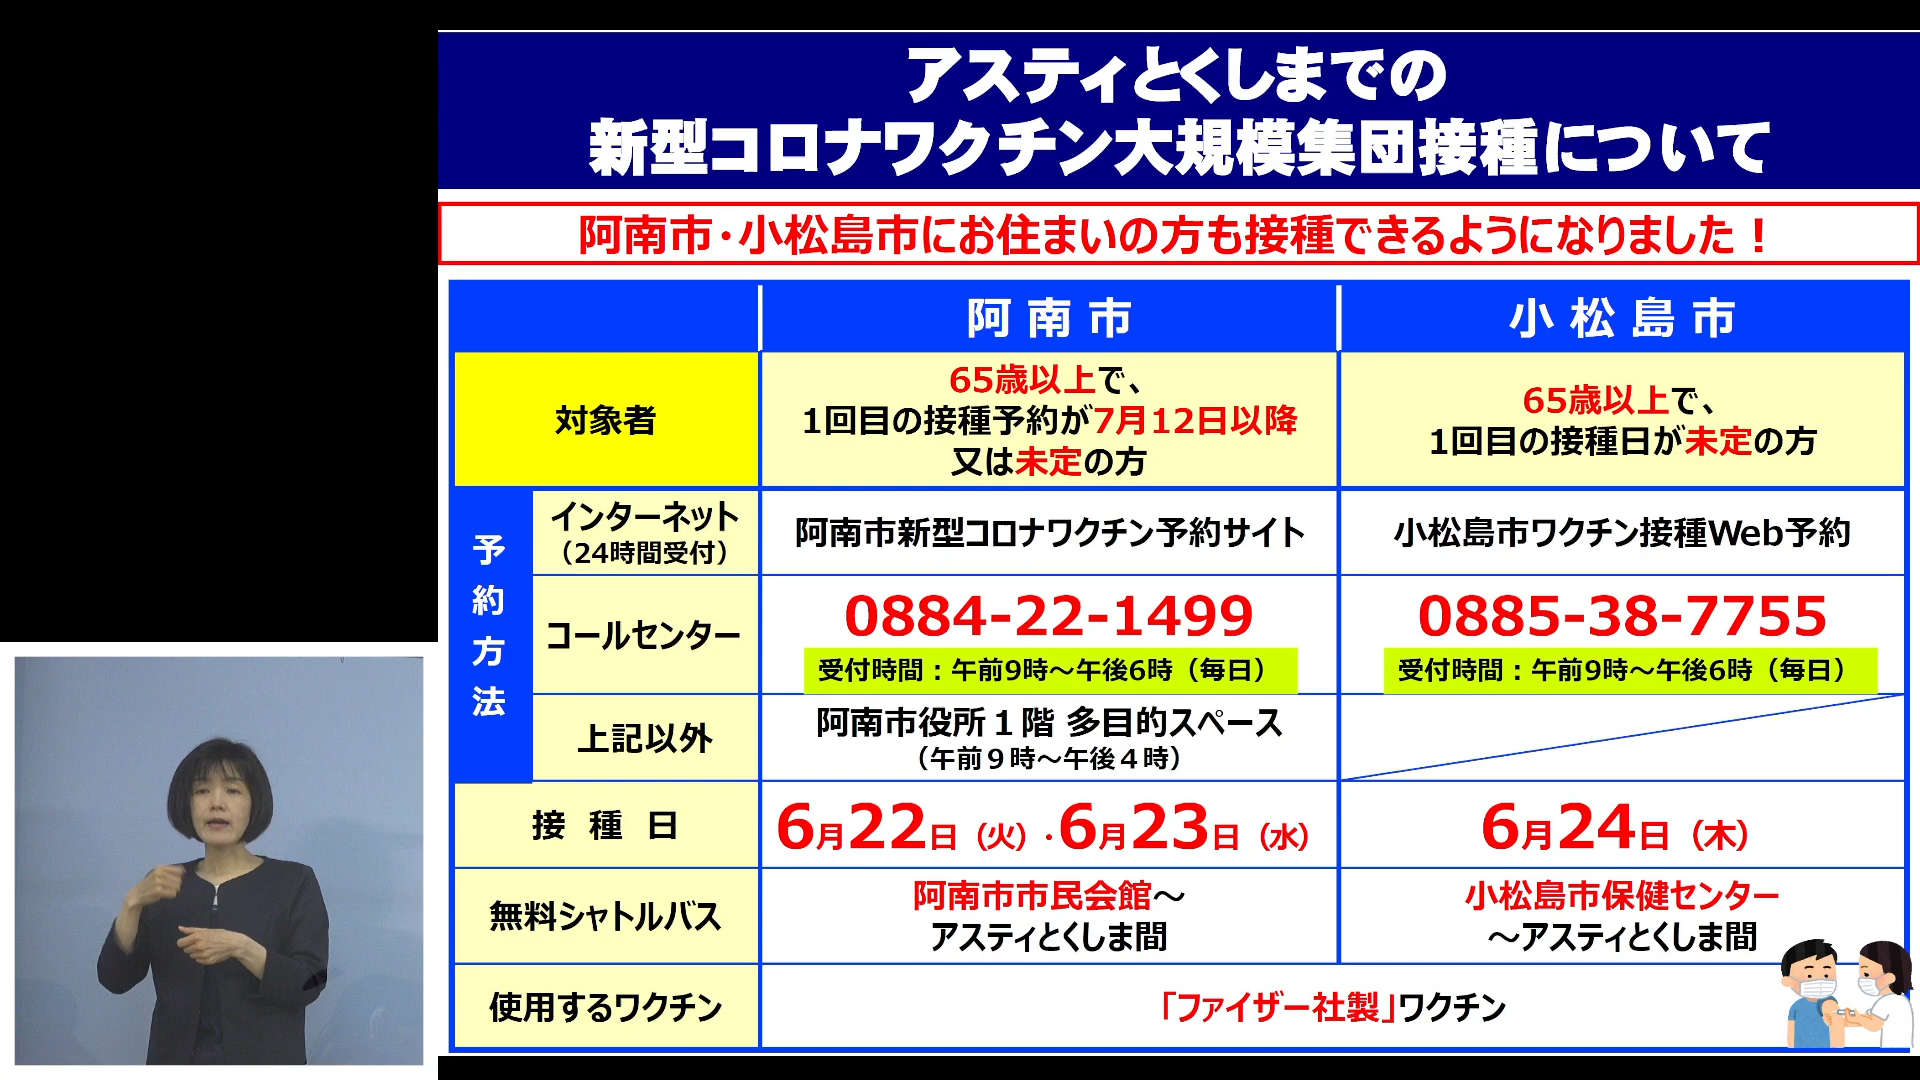 アスティとくしまでの
新型コロナワクチン大規模集団接種について
阿南市・小松島市にお住まいの方も接種できるようになりました！
阿南市
小松島市
対象者
65歳以上で、
1回目の接種予約が7月12日以降
又は未定の方
65歳以上で、
1回目の接種日が未定の方
予約方法
インターネット
（24時間受付）
阿南市新型コロナワクチン予約サイト
小松島市ワクチン接種Web予約
コールセンター
0884-22-1499
受付時間：午前9時～午後6時（毎日）
0885-38-7755
受付時間：午前9時～午後6時（毎日）
上記以外
阿南市役所１階 多目的スペース
（午前９時～午後４時）
接種日
6月22日（火）・6月23日（水）
6月24日（木）
無料シャトルバス
阿南市市民会館～
アスティとくしま間
小松島市保健センター
～アスティとくしま間
使用するワクチン
「ファイザー社製」ワクチン